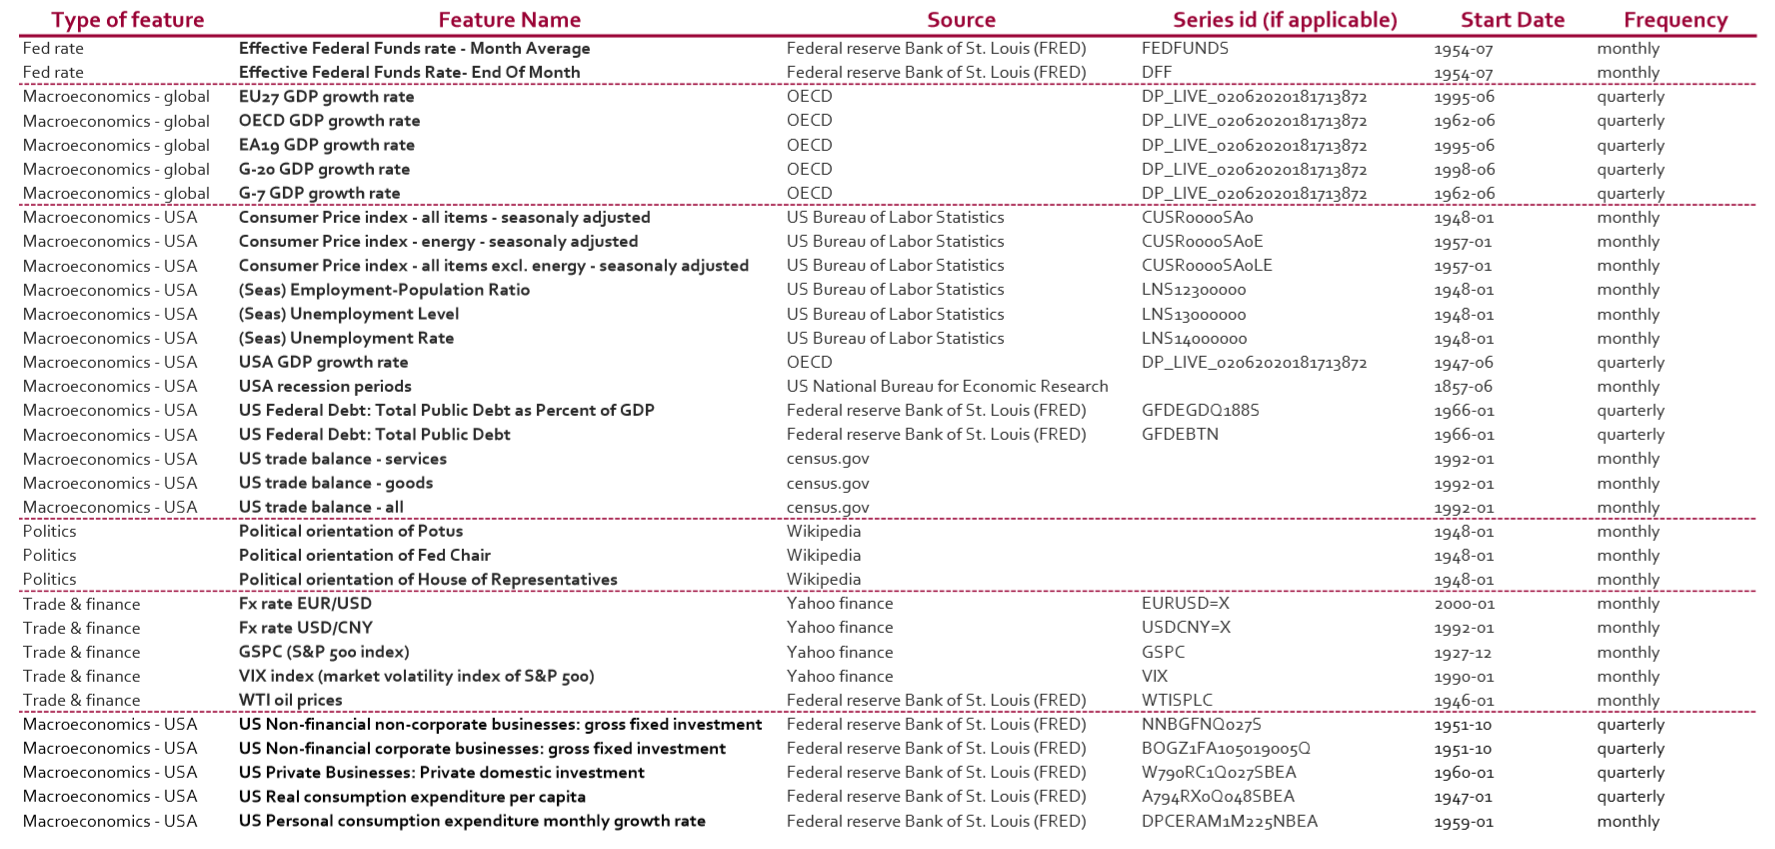 Type of feature Feature Name Source Series id (if applicable) Start Date Frequency
Fed rate Effective Federal Funds rate - Month Average Federal reserve Bank of St. Louis (FRED) FEDFUNDS 1954-07 monthly
Fed rate Effective Federal Funds Rate- End Of Month Federal reserve Bank of St. Louis (FRED) DFF 1954-07 monthly
Macroeconomics - global EU27 GDP growth rate OECD DP_LIVE_02062020181713872 1995-06 quarterly
Macroeconomics - global OECD GDP growth rate OECD DP_LIVE_02062020181713872 1962-06 quarterly
Macroeconomics - global EA19 GDP growth rate OECD DP_LIVE_02062020181713872 1995-06 quarterly
Macroeconomics - global G-20 GDP growth rate OECD DP_LIVE_02062020181713872 1998-06 quarterly
Macroeconomics - global G-7 GDP growth rate OECD DP_LIVE_02062020181713872 1962-06 quarterly
Macroeconomics - USA Consumer Price index - all items - seasonaly adjusted US Bureau of Labor Statistics CUSR0000SA0 1948-01 monthly
Macroeconomics - USA Consumer Price index - energy - seasonaly adjusted US Bureau of Labor Statistics CUSR0000SA0E 1957-01 monthly
Macroeconomics - USA Consumer Price index - all items excl. energy - seasonaly adjusted US Bureau of Labor Statistics CUSR0000SA0LE 1957-01 monthly
Macroeconomics - USA (Seas) Employment-Population Ratio US Bureau of Labor Statistics LNS12300000 1948-01 monthly
Macroeconomics - USA (Seas) Unemployment Level US Bureau of Labor Statistics LNS13000000 1948-01 monthly
Macroeconomics - USA (Seas) Unemployment Rate US Bureau of Labor Statistics LNS14000000 1948-01 monthly
Macroeconomics - USA USA GDP growth rate OECD DP_LIVE_02062020181713872 1947-06 quarterly
Macroeconomics - USA USA recession periods US National Bureau for Economic Research 1857-06 monthly
Macroeconomics - USA US Federal Debt: Total Public Debt as Percent of GDP Federal reserve Bank of St. Louis (FRED) GFDEGDQ188S 1966-01 quarterly
Macroeconomics - USA US Federal Debt: Total Public Debt Federal reserve Bank of St. Louis (FRED) GFDEBTN 1966-01 quarterly
Macroeconomics - USA US trade balance - services census.gov 1992-01 monthly
Macroeconomics - USA US trade balance - goods census.gov 1992-01 monthly
Macroeconomics - USA US trade balance - all census.gov 1992-01 monthly
Politics Political orientation of Potus Wikipedia 1948-01 monthly
Politics Political orientation of Fed Chair Wikipedia 1948-01 monthly
Politics Political orientation of House of Representatives Wikipedia 1948-01 monthly
Trade & finance Fx rate EUR/USD Yahoo finance EURUSD=X 2000-01 monthly
Trade & finance Fx rate USD/CNY Yahoo finance USDCNY=X 1992-01 monthly
Trade & finance GSPC (S&P 500 index) Yahoo finance GSPC 1927-12 monthly
Trade & finance VIX index (market volatility index of S&P 500) Yahoo finance VIX 1990-01 monthly
Trade & finance WTI oil prices Federal reserve Bank of St. Louis (FRED) WTISPLC 1946-01 monthly
Macroeconomics - USA US Non-financial non-corporate businesses: gross fixed investment Federal reserve Bank of St. Louis (FRED) NNBGFNQ027S 1951-10 quarterly
Macroeconomics - USA US Non-financial corporate businesses: gross fixed investment Federal reserve Bank of St. Louis (FRED) BOGZ1FA105019005Q 1951-10 quarterly
Macroeconomics - USA US Private Businesses: Private domestic investment Federal reserve Bank of St. Louis (FRED) W790RC1Q027SBEA 1960-01 quarterly
Macroeconomics - USA US Real consumption expenditure per capita Federal reserve Bank of St. Louis (FRED) A794RX0Q048SBEA 1947-01 quarterly
Macroeconomics - USA US Personal consumption expenditure monthly growth rate Federal reserve Bank of St. Louis (FRED) DPCERAM1M225NBEA 1959-01 monthly